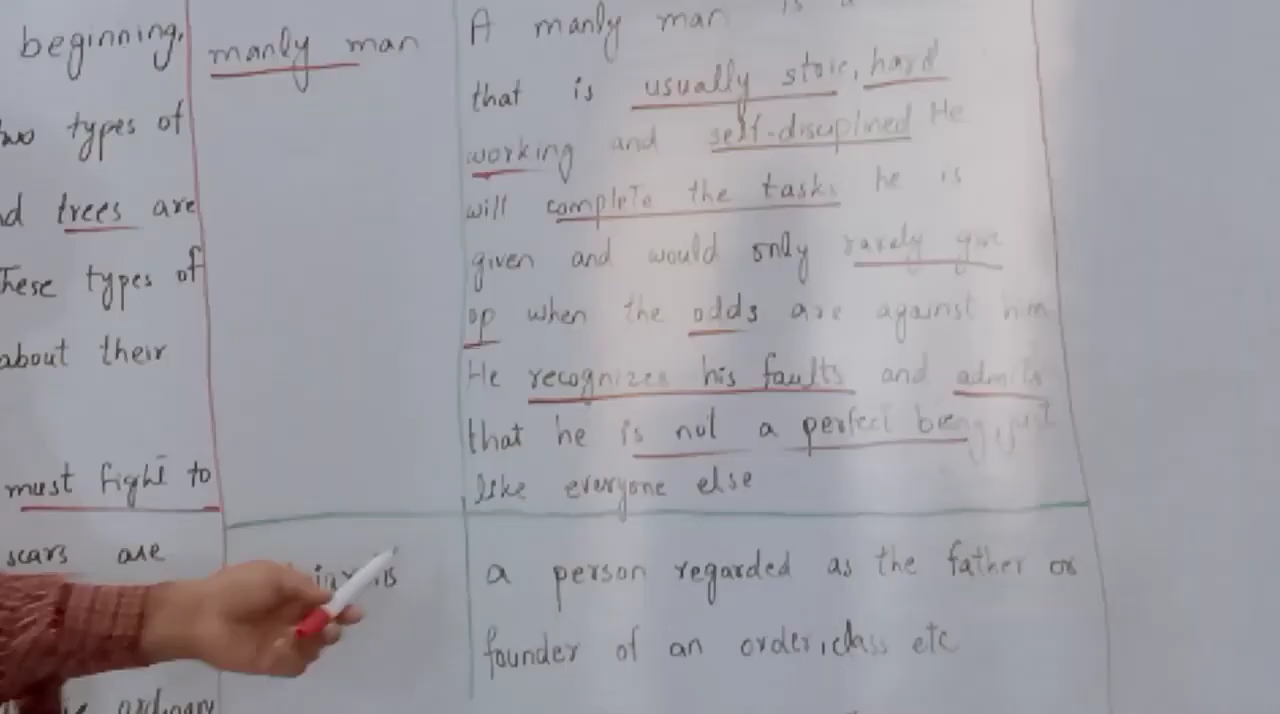 beginning.
types of
trees are
These types of
about their
must fight to
scars are
ordinary
manly man
A manly man is a
that is usually stoic, hard
working and self-disciplined He
will complete the tasks he is
given and would only rarely give
up when the odds are against him
He recognizes his faults and admits
that he is not a perfect being, just
like everyone else
a person regarded as the father or
founder of an order, class etc